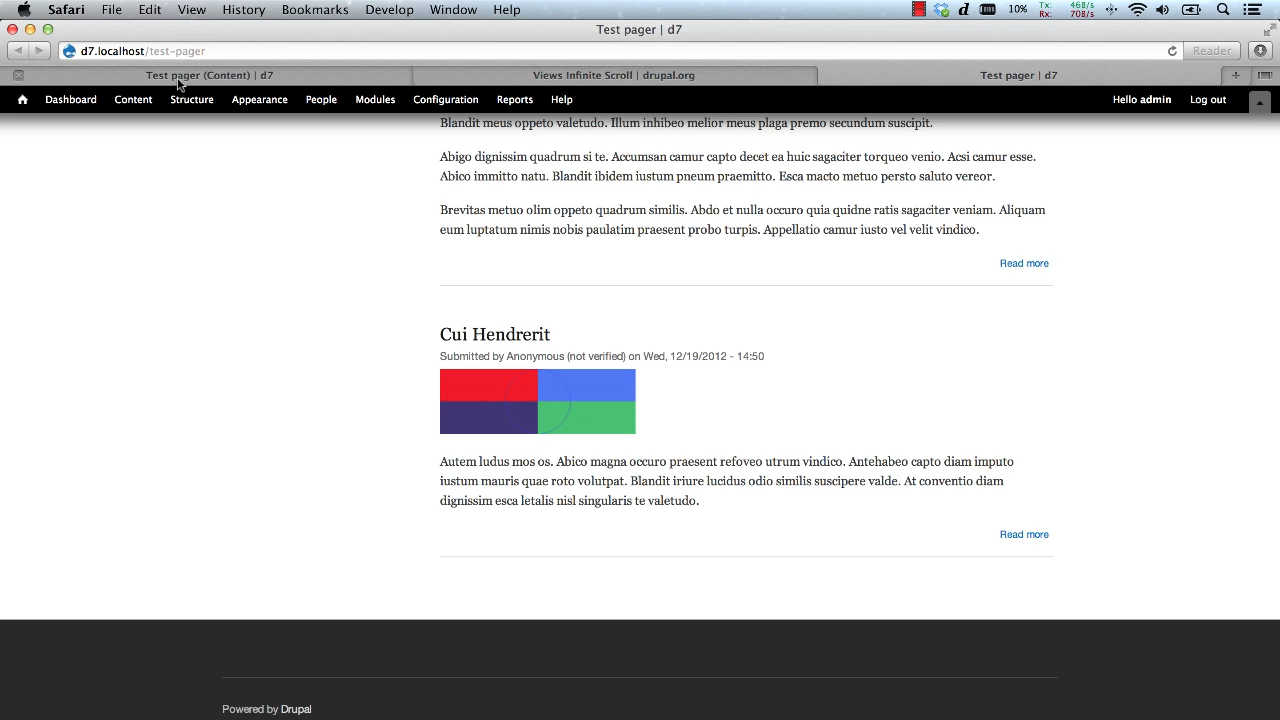 Safari File Edit View History Bookmarks Develop Window Help d 10% Tx: 468/s Rx: 708/s
Test pager | d7
d7.localhost/test-pager Reader
Test pager (Content) | d7 Views Infinite Scroll | drupal.org Test pager | d7 +
Dashboard Content Structure Appearance People Modules Configuration Reports Help Hello admin Log out
Blandit meus oppeto valetudo. Illum inhibeo melior meus plaga premo secundum suscipit.
Abigo dignissim quadrum si te. Accumsan camur capto decet ea huic sagaciter torqueo venio. Acsi camur esse.
Abico immitto natu. Blandit ibidem iustum pneum praemitto. Esca macto metuo persto saluto vereor.
Brevitas metuo olim oppeto quadrum similis. Abdo et nulla occuro quia quidne ratis sagaciter veniam. Aliquam
eum luptatum nimis nobis paulatim praesent probo turpis. Appellatio camur iusto vel velit vindico.
Read more
Cui Hendrerit
Submitted by Anonymous (not verified) on Wed, 12/19/2012 - 14:50
Autem ludus mos os. Abico magna occuro praesent refoveo utrum vindico. Antehabeo capto diam imputo
iustum mauris quae roto volutpat. Blandit iriure lucidus odio similis suscipere valde. At conventio diam
dignissim esca letalis nisl singularis te valetudo.
Read more
Powered by Drupal